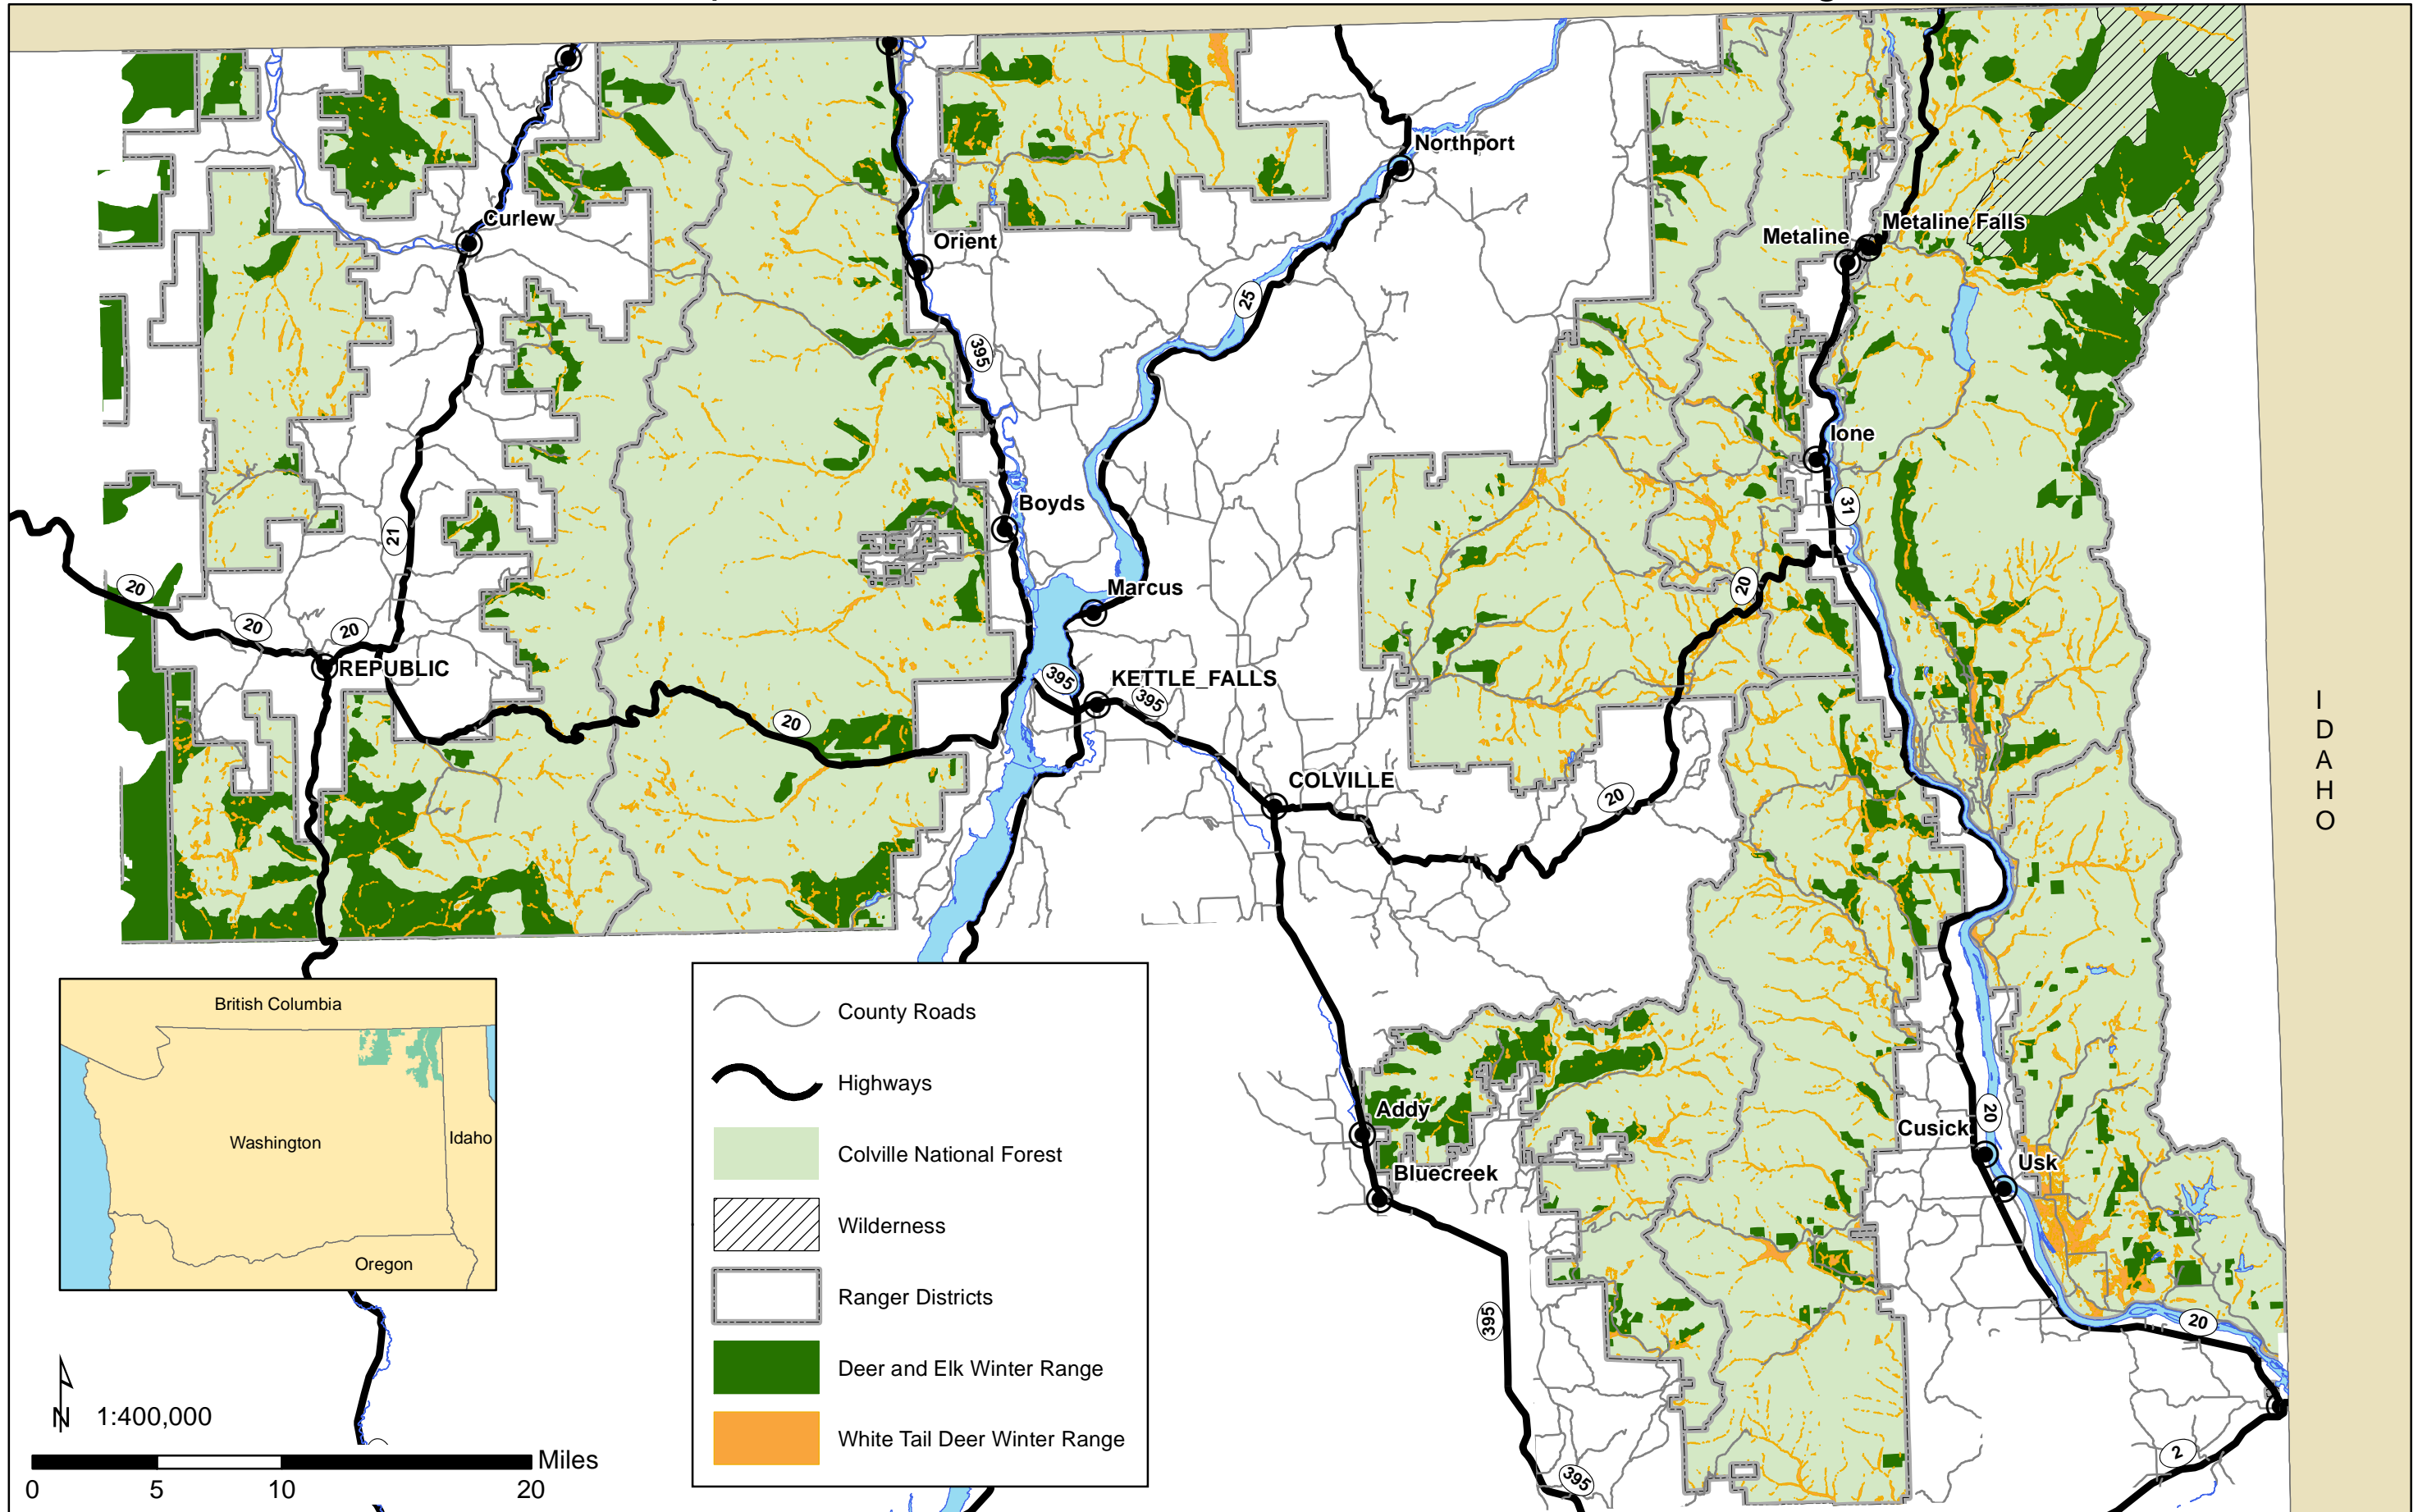 Northport
Curlew
Metaline Falls
Metaline
Orient
25
395
Ione
Boyds
31
21
20
Marcus
20
20
20
REPUBLIC
395
KETTLE_FALLS
395
20
I
D
A
H
O
COLVILLE
20
British Columbia
Washington
Idaho
Oregon
County Roads
Highways
Colville National Forest
Wilderness
Ranger Districts
Deer and Elk Winter Range
White Tail Deer Winter Range
Addy
Bluecreek
20
Cusick
Usk
395
20
2
395
N 1:400,000
Miles
0 5 10 20